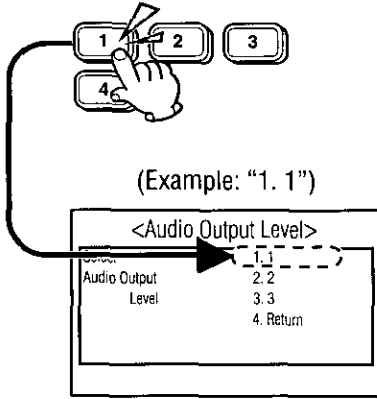 1 2 3
4
(Example: "1. 1")
<Audio Output Level>
1. 1
Audio Output 2. 2
Level 3. 3
4. Return